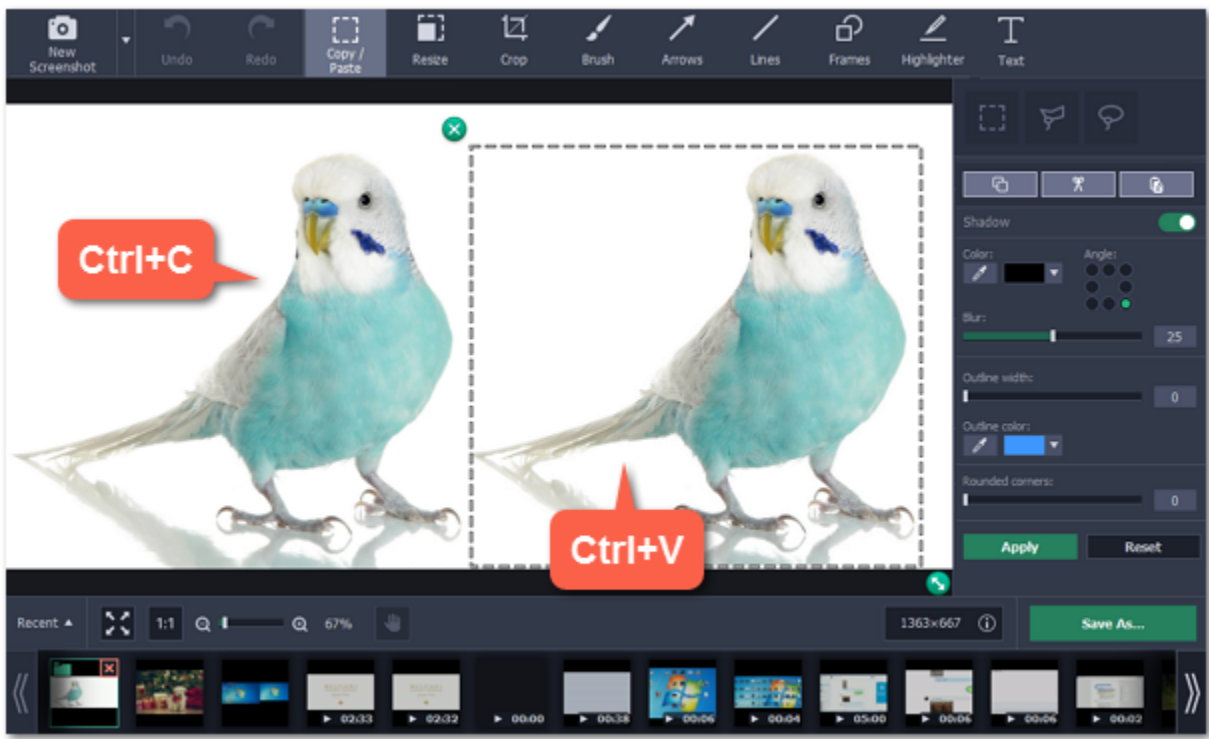 New
Screenshot
Undo
Redo
Copy /
Paste
Resize
Crop
Brush
Arrows
Lines
Frames
Highlighter
Text
Ctrl+C
Ctrl+V
Shadow
Color:
Angle:
Blur:
25
Outline width:
0
Outline color:
Rounded corners:
0
Apply
Reset
Recent
1:1
67%
1363×667
Save As...
02:33
02:32
00:00
00:38
00:06
00:04
05:00
00:06
00:06
00:02